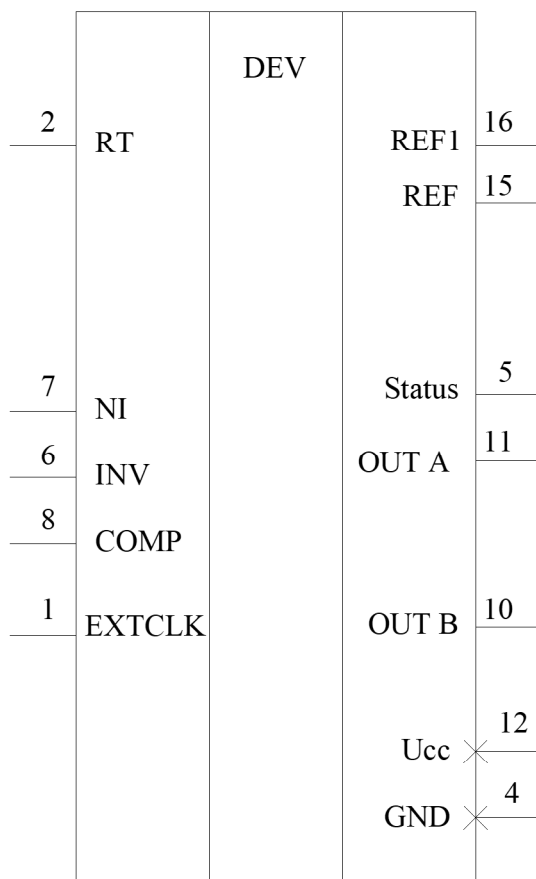 DEV
2 RT REF1 16
REF 15
Status 5
7 NI
OUT A 11
6 INV
8 COMP
1 EXTCLK OUT B 10
Ucc 12
GND 4